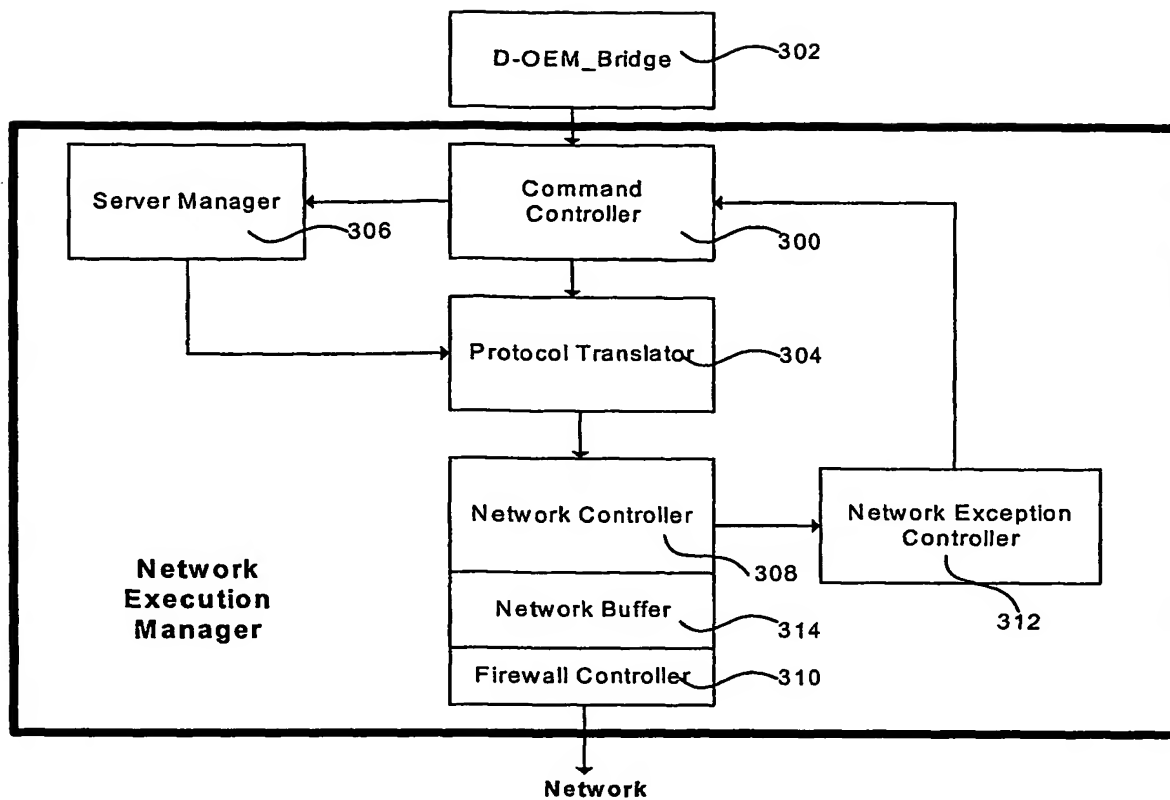 D-OEM_Bridge
302
Server Manager
306
Command
Controller
300
Protocol Translator
304
Network Controller
308
Network Exception
Controller
312
Network
Execution
Manager
Network Buffer
314
Firewall Controller
310
Network